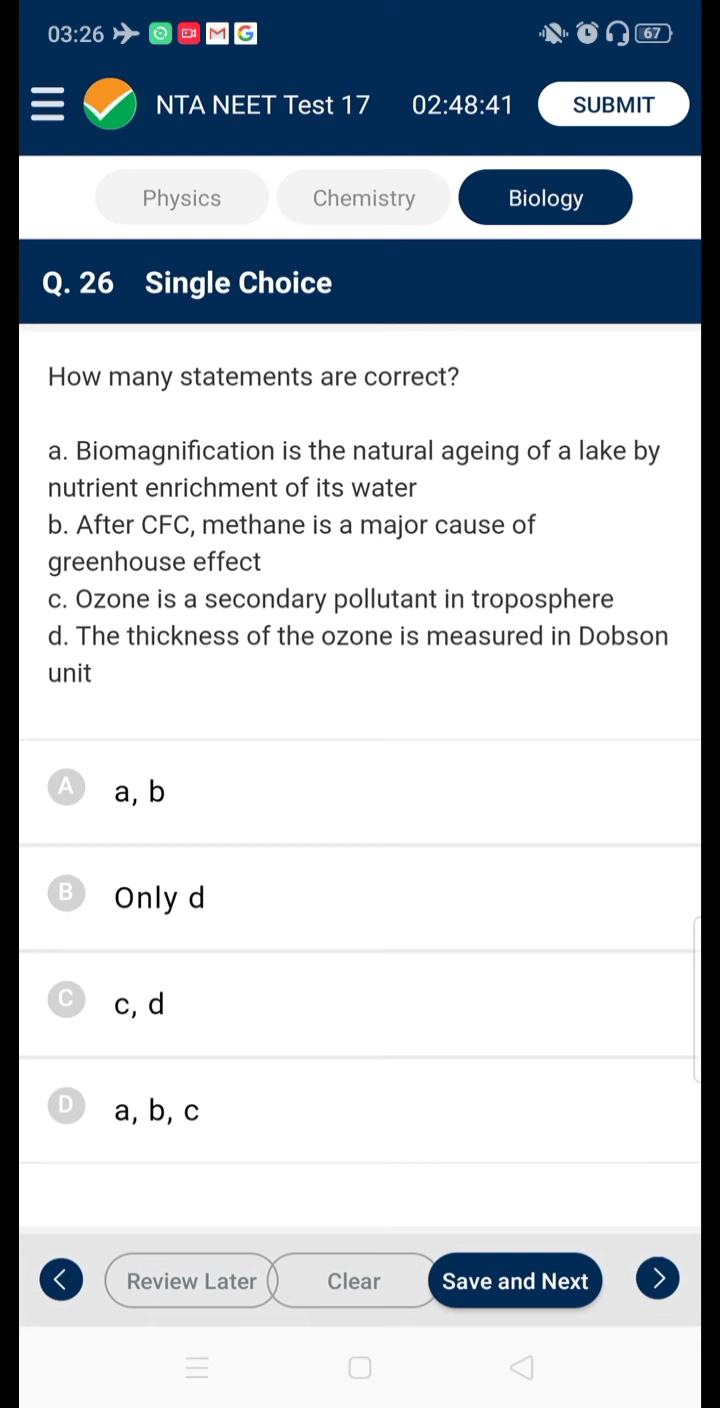 03:26 67
NTA NEET Test 17 02:48:41 SUBMIT
Physics Chemistry Biology
Q. 26 Single Choice
How many statements are correct?
a. Biomagnification is the natural ageing of a lake by
nutrient enrichment of its water
b. After CFC, methane is a major cause of
greenhouse effect
c. Ozone is a secondary pollutant in troposphere
d. The thickness of the ozone is measured in Dobson
unit
A a, b
B Only d
C c, d
D a, b, c
Review Later Clear Save and Next